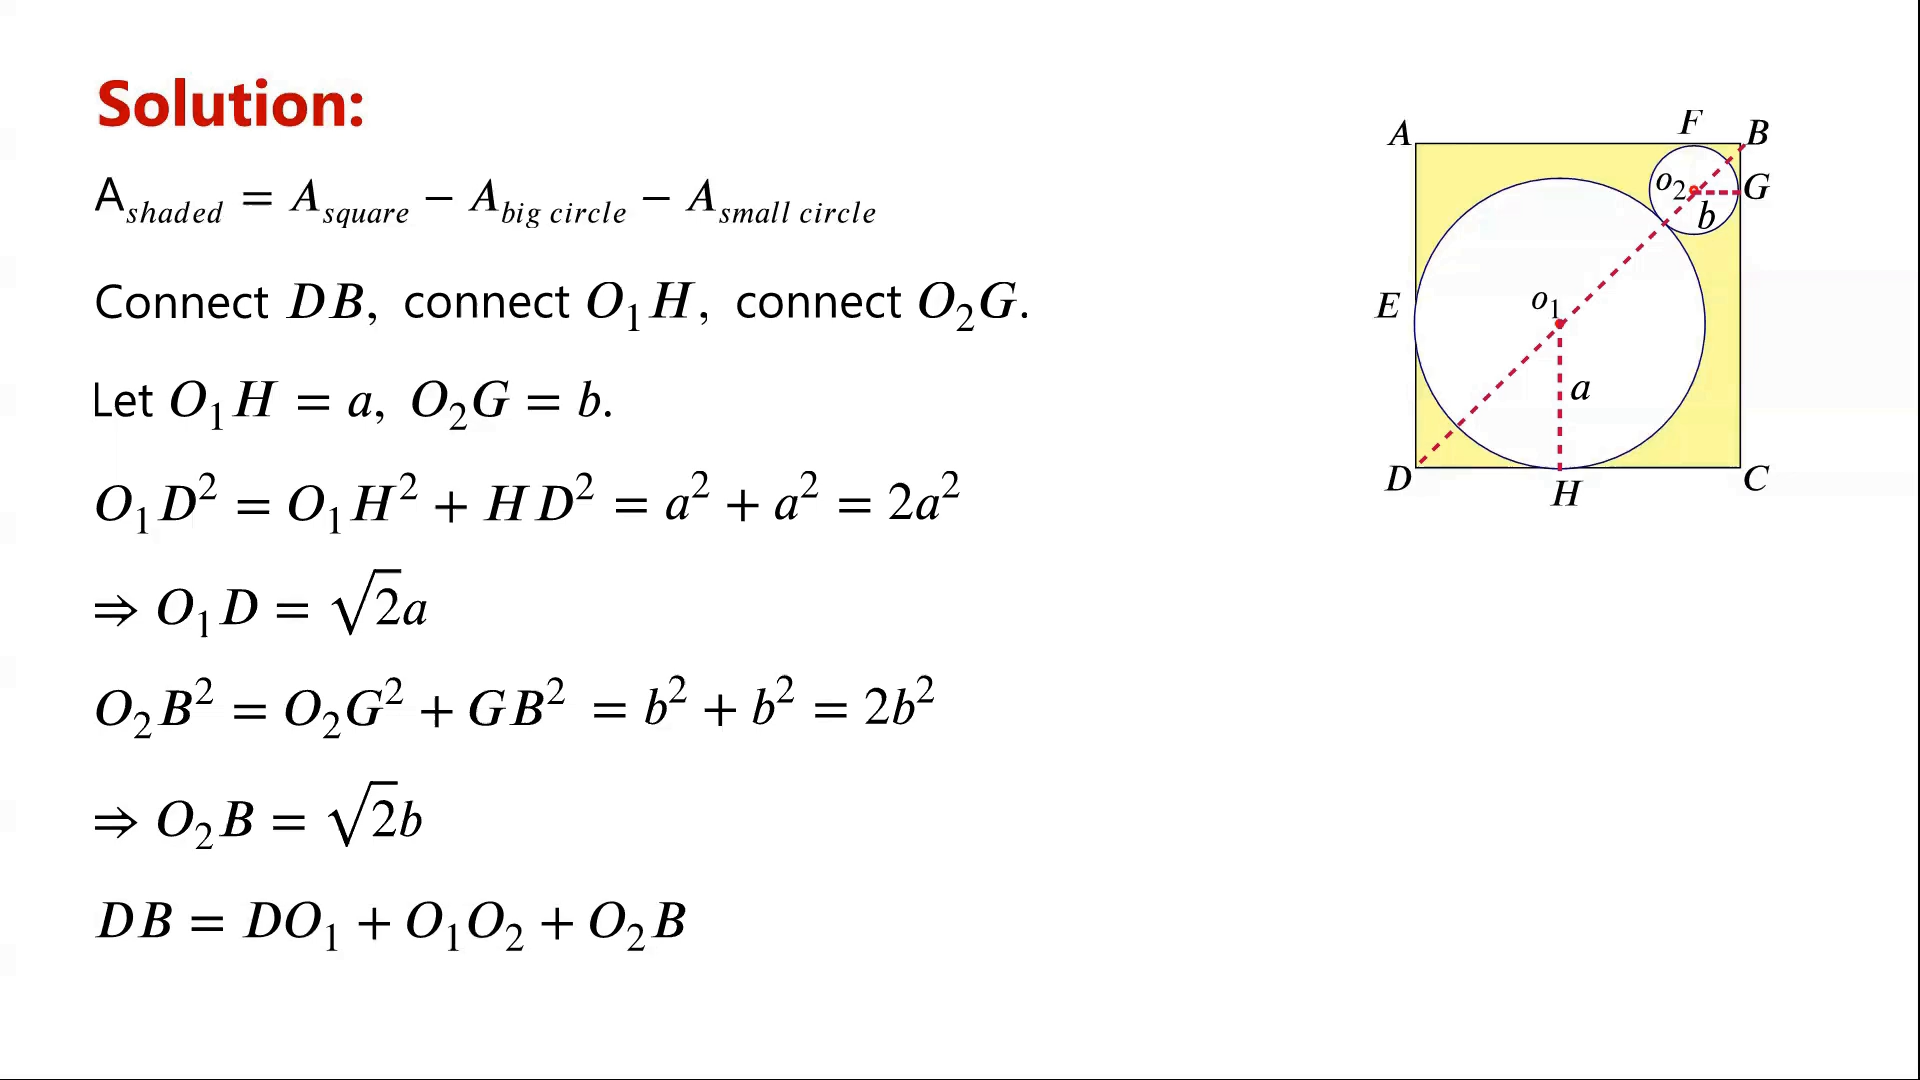 Solution:
A_shaded = A_square − A_big circle − A_small circle
Connect DB, connect O₁H, connect O₂G.
Let O₁H = a, O₂G = b.
O₁D² = O₁H² + HD² = a² + a² = 2a²
⇒ O₁D = √2a
O₂B² = O₂G² + GB² = b² + b² = 2b²
⇒ O₂B = √2b
DB = DO₁ + O₁O₂ + O₂B
A
F
B
o₂
G
b
E
o₁
a
D
H
C